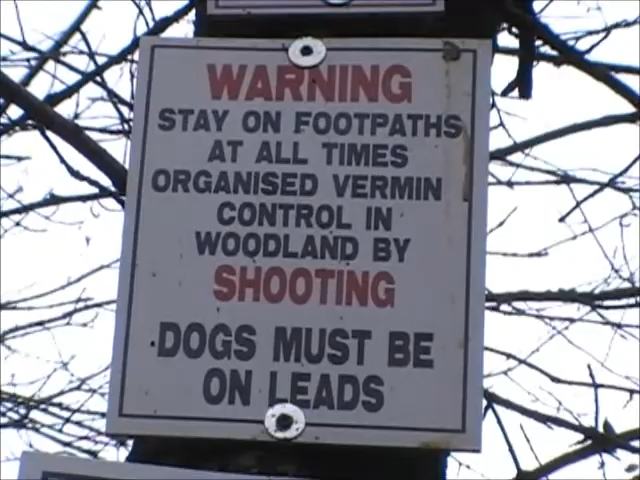 WARNING
STAY ON FOOTPATHS
AT ALL TIMES
ORGANISED VERMIN
CONTROL IN
WOODLAND BY
SHOOTING
DOGS MUST BE
ON LEADS